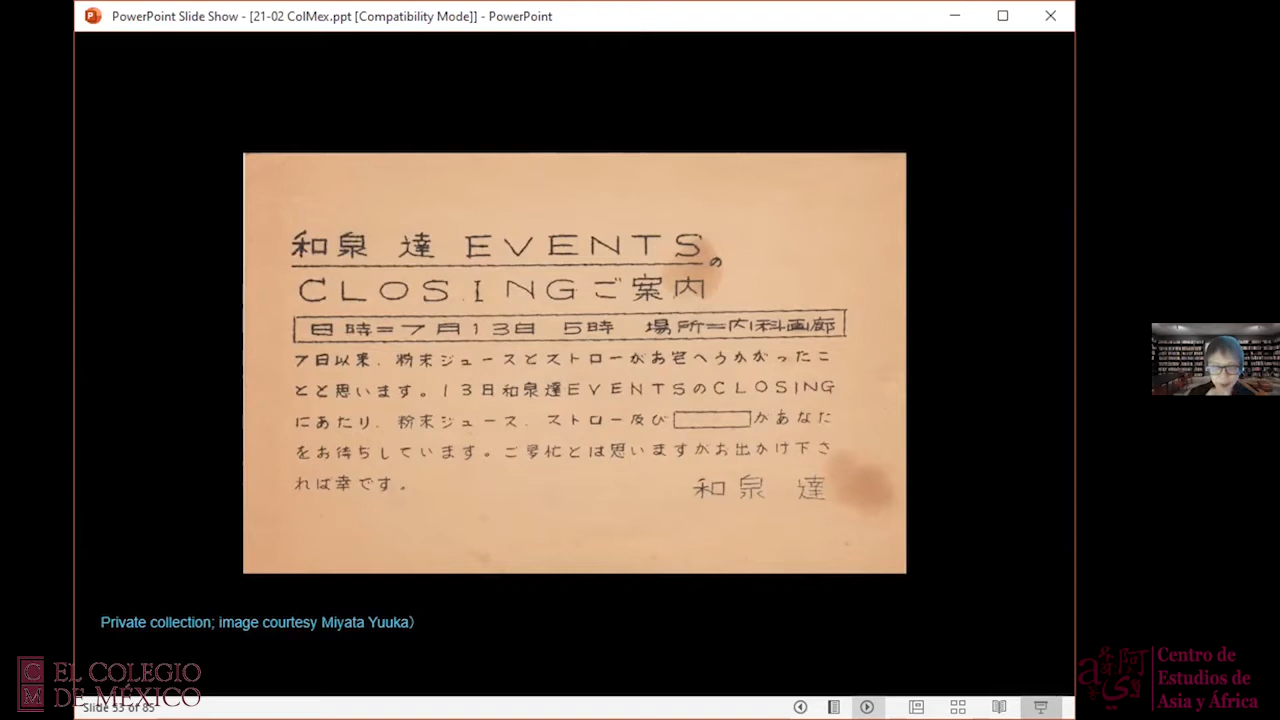 PowerPoint Slide Show - [21-02 ColMex.ppt [Compatibility Mode]] - PowerPoint
和泉 達 EVENTSの
CLOSINGご案内
日時=7月13日 5時 場所=内科画廊
7日以来、粉末ジュースとストローがお宅へうかがったこ
とと思います。13日和泉達EVENTSのCLOSING
にあたり、粉末ジュース、ストロー及び があなた
をお待ちしています。ご多忙とは思いますがお出かけ下さ
れば幸です。
和泉 達
Private collection; image courtesy Miyata Yuuka）
EL COLEGIO
DE MÉXICO
Slide 53 of 85
Centro de
Estudios de
Asia y África